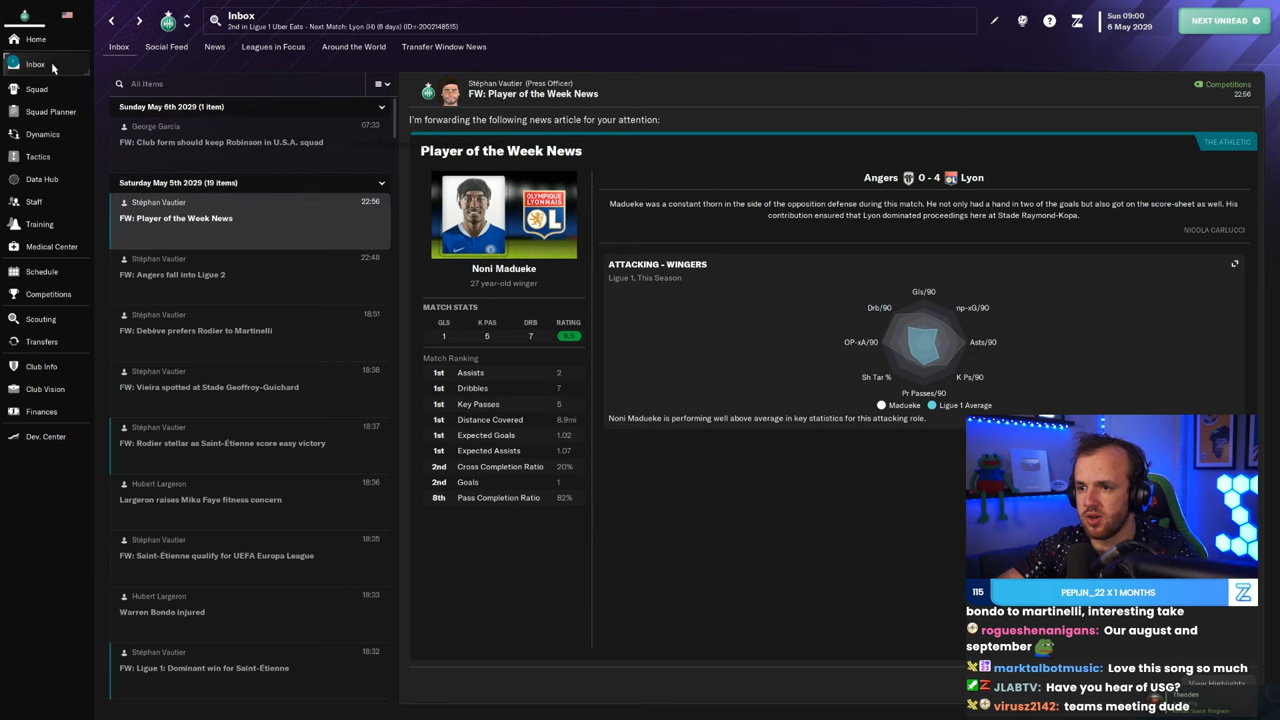 Inbox
2nd in Ligue 1 Uber Eats - Next Match: Lyon (H) (6 days) (ID:r-2002148515)
Sun 09:00
6 May 2029
NEXT UNREAD
Home
Inbox
Squad
Squad Planner
Dynamics
Tactics
Data Hub
Staff
Training
Medical Center
Schedule
Competitions
Scouting
Transfers
Club Info
Club Vision
Finances
Dev. Center
Inbox Social Feed News Leagues in Focus Around the World Transfer Window News
All Items
Sunday May 6th 2029 (1 item)
George Garcia 07:33
FW: Club form should keep Robinson in U.S.A. squad
Saturday May 5th 2029 (19 items)
Stéphan Vautier 22:56
FW: Player of the Week News
Stéphan Vautier 22:48
FW: Angers fall into Ligue 2
Stéphan Vautier 18:51
FW: Debève prefers Rodier to Martinelli
Stéphan Vautier 18:38
FW: Vieira spotted at Stade Geoffroy-Guichard
Stéphan Vautier 18:37
FW: Rodier stellar as Saint-Étienne score easy victory
Hubert Largeron 18:36
Largeron raises Mika Faye fitness concern
Stéphan Vautier 18:35
FW: Saint-Étienne qualify for UEFA Europa League
Hubert Largeron 18:33
Warren Bondo injured
Stéphan Vautier 18:32
FW: Ligue 1: Dominant win for Saint-Étienne
Stéphan Vautier (Press Officer)
FW: Player of the Week News
Competitions
22:56
I'm forwarding the following news article for your attention:
THE ATHLETIC
Player of the Week News
OLYMPIQUE LYONNAIS
Noni Madueke
27 year-old winger
MATCH STATS
GLS K PAS DRB RATING
1 5 7 9.5
Match Ranking
1st Assists 2
1st Dribbles 7
1st Key Passes 5
1st Distance Covered 8.9mi
1st Expected Goals 1.02
1st Expected Assists 1.07
2nd Cross Completion Ratio 20%
2nd Goals 1
8th Pass Completion Ratio 82%
Angers 0 - 4 Lyon
Madueke was a constant thorn in the side of the opposition defense during this match. He not only had a hand in two of the goals but also got on the score-sheet as well. His
contribution ensured that Lyon dominated proceedings here at Stade Raymond-Kopa.
NICOLA CARLUCCI
ATTACKING - WINGERS
Ligue 1, This Season
Gls/90
Drb/90 np-xG/90
OP-xA/90 Asts/90
Sh Tar % K Ps/90
Pr Passes/90
Madueke Ligue 1 Average
Noni Madueke is performing well above average in key statistics for this attacking role.
115 PEPIJN_22 X 1 MONTHS
bondo to martinelli, interesting take
rogueshenanigans: Our august and
september
marktalbotmusic: Love this song so much
JLABTV: Have you hear of USG?
virusz2142: teams meeting dude
View Highlights
Theoden